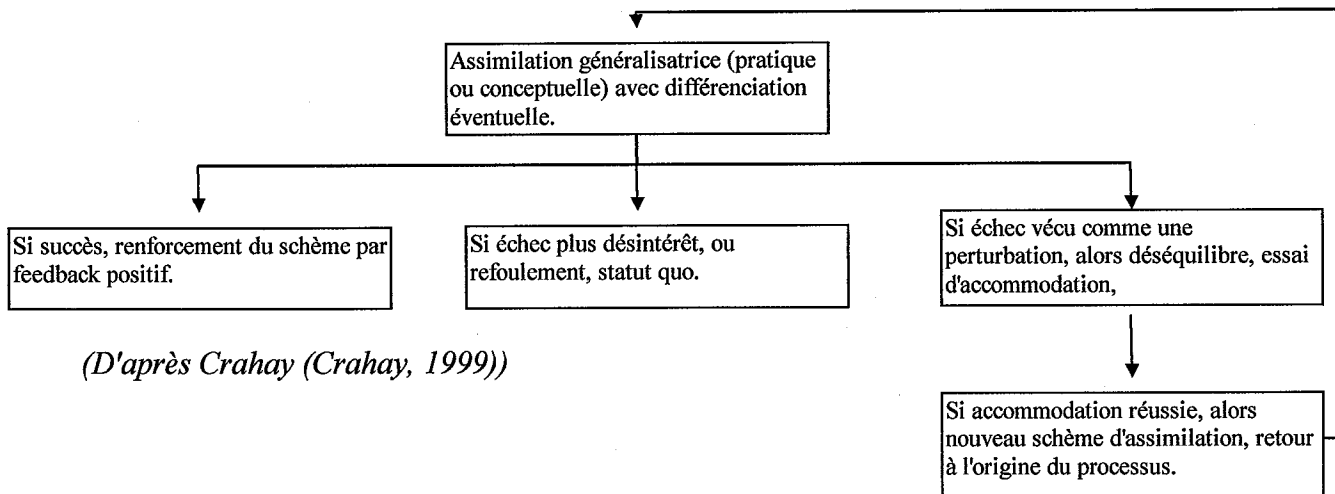 Assimilation généralisatrice (pratique
ou conceptuelle) avec différenciation
éventuelle.
Si succès, renforcement du schème par
feedback positif.
Si échec plus désintérêt, ou
refoulement, statut quo.
Si échec vécu comme une
perturbation, alors déséquilibre, essai
d'accommodation,
(D'après Crahay (Crahay, 1999))
Si accommodation réussie, alors
nouveau schème d'assimilation, retour
à l'origine du processus.